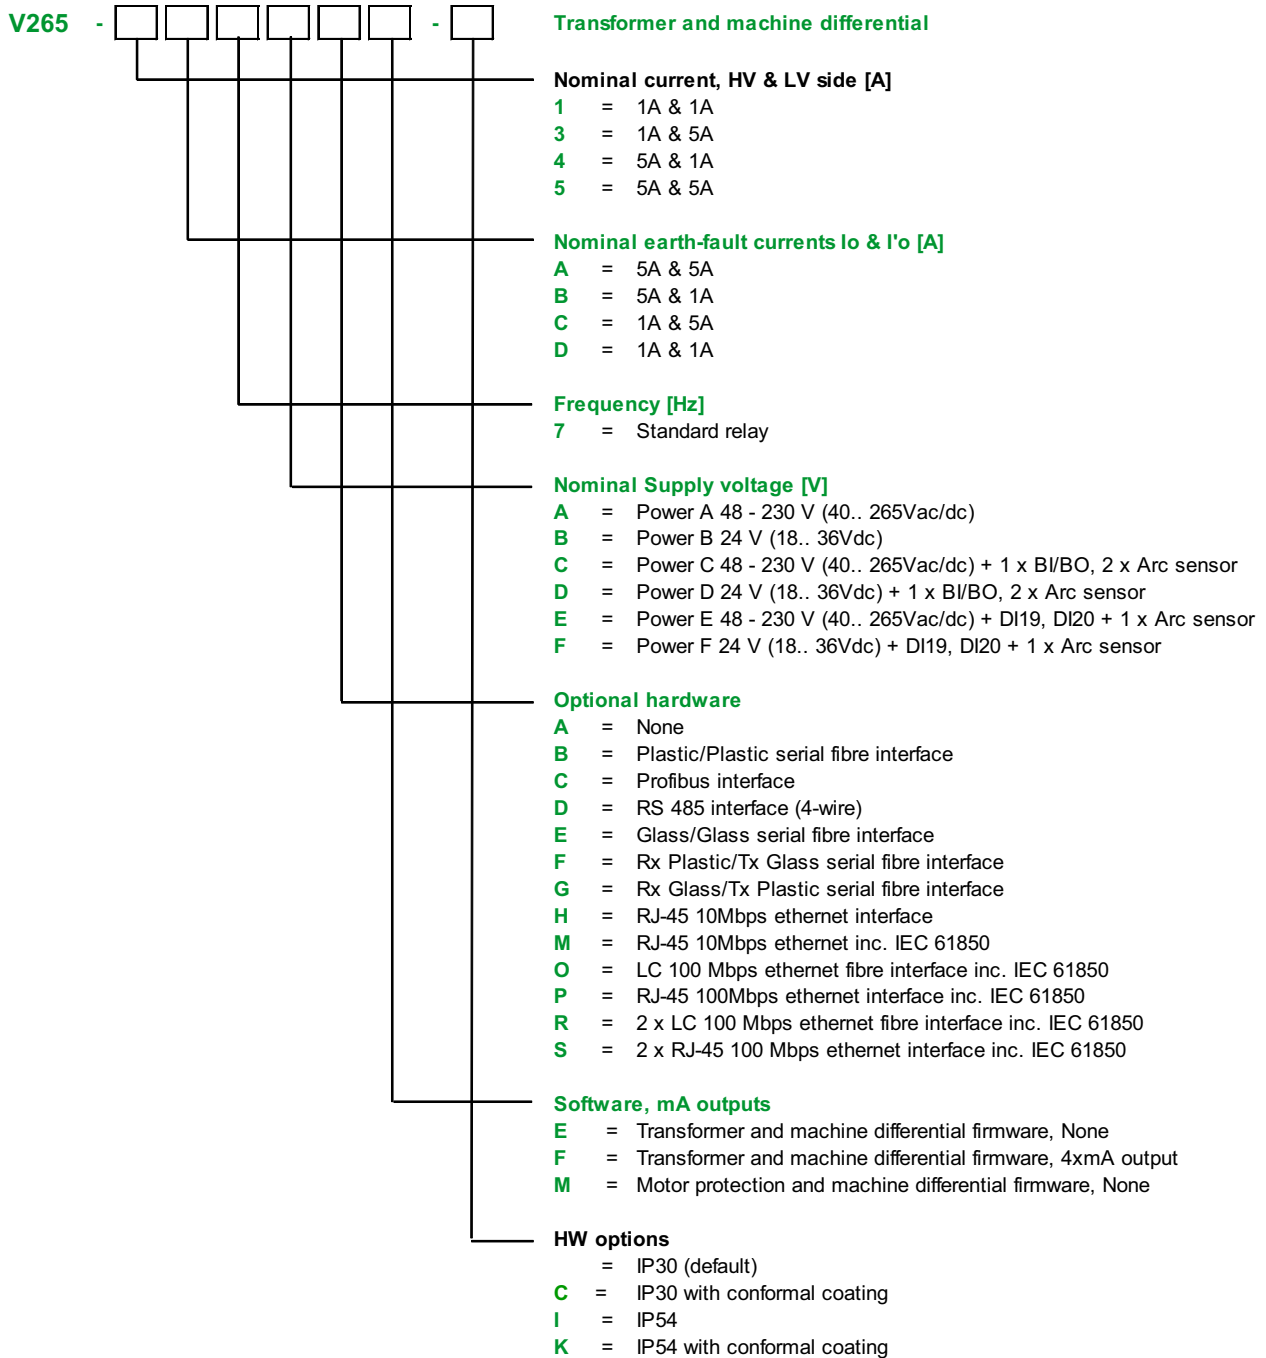 V265 - - Transformer and machine differential
Nominal current, HV & LV side [A]
1 = 1A & 1A
3 = 1A & 5A
4 = 5A & 1A
5 = 5A & 5A
Nominal earth-fault currents Io & I'o [A]
A = 5A & 5A
B = 5A & 1A
C = 1A & 5A
D = 1A & 1A
Frequency [Hz]
7 = Standard relay
Nominal Supply voltage [V]
A = Power A 48 - 230 V (40.. 265Vac/dc)
B = Power B 24 V (18.. 36Vdc)
C = Power C 48 - 230 V (40.. 265Vac/dc) + 1 x BI/BO, 2 x Arc sensor
D = Power D 24 V (18.. 36Vdc) + 1 x BI/BO, 2 x Arc sensor
E = Power E 48 - 230 V (40.. 265Vac/dc) + DI19, DI20 + 1 x Arc sensor
F = Power F 24 V (18.. 36Vdc) + DI19, DI20 + 1 x Arc sensor
Optional hardware
A = None
B = Plastic/Plastic serial fibre interface
C = Profibus interface
D = RS 485 interface (4-wire)
E = Glass/Glass serial fibre interface
F = Rx Plastic/Tx Glass serial fibre interface
G = Rx Glass/Tx Plastic serial fibre interface
H = RJ-45 10Mbps ethernet interface
M = RJ-45 10Mbps ethernet inc. IEC 61850
O = LC 100 Mbps ethernet fibre interface inc. IEC 61850
P = RJ-45 100Mbps ethernet interface inc. IEC 61850
R = 2 x LC 100 Mbps ethernet fibre interface inc. IEC 61850
S = 2 x RJ-45 100 Mbps ethernet interface inc. IEC 61850
Software, mA outputs
E = Transformer and machine differential firmware, None
F = Transformer and machine differential firmware, 4xmA output
M = Motor protection and machine differential firmware, None
HW options
= IP30 (default)
C = IP30 with conformal coating
I = IP54
K = IP54 with conformal coating